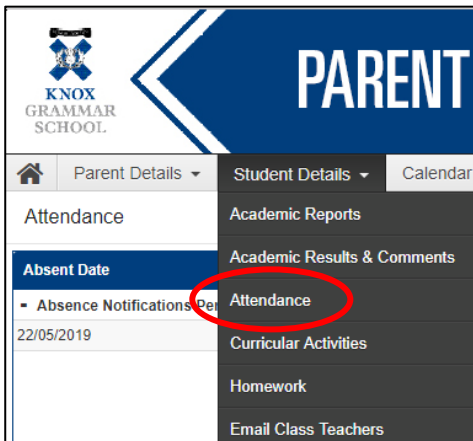 KNOX
GRAMMAR
SCHOOL
PARENT
Parent Details
Student Details
Calendar
Attendance
Absent Date
- Absence Notifications Per
22/05/2019
Academic Reports
Academic Results & Comments
Attendance
Curricular Activities
Homework
Email Class Teachers